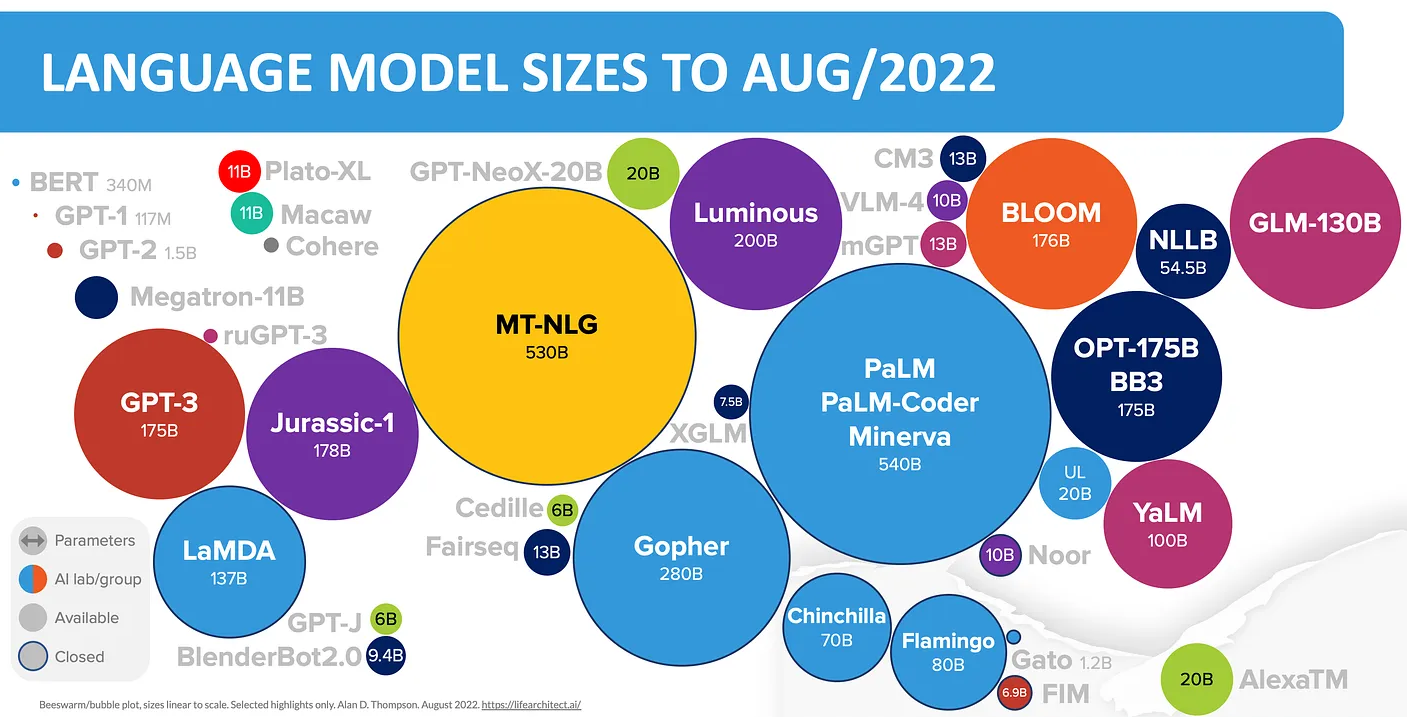 LANGUAGE MODEL SIZES TO AUG/2022
BERT 340M
GPT-1 117M
GPT-2 1.5B
Megatron-11B
ruGPT-3
11B Plato-XL
11B Macaw
Cohere
GPT-NeoX-20B 20B
Luminous
200B
CM3 13B
VLM-4 10B
mGPT 13B
BLOOM
176B
NLLB
54.5B
GLM-130B
MT-NLG
530B
GPT-3
175B
Jurassic-1
178B
7.5B
XGLM
PaLM
PaLM-Coder
Minerva
540B
OPT-175B
BB3
175B
UL
20B
YaLM
100B
Cedille 6B
Fairseq 13B
Gopher
280B
10B Noor
LaMDA
137B
GPT-J 6B
BlenderBot2.0 9.4B
Chinchilla
70B
Flamingo
80B
Gato 1.2B
6.9B FIM
20B AlexaTM
Parameters
AI lab/group
Available
Closed
Beeswarm/bubble plot, sizes linear to scale. Selected highlights only. Alan D. Thompson. August 2022. https://lifearchitect.ai/